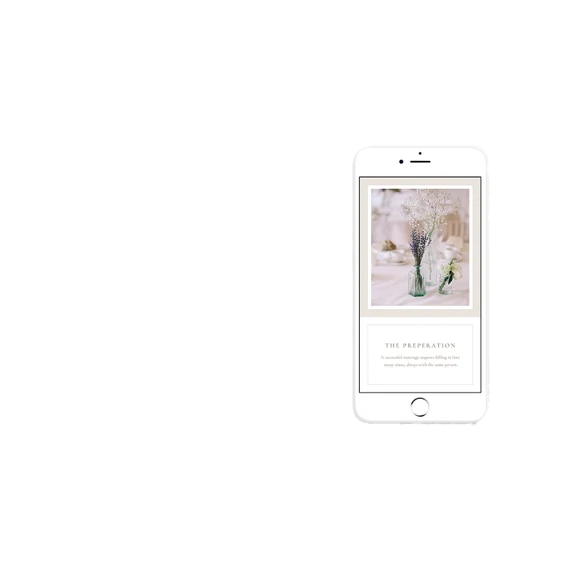 THE PREPERATION
A successful marriage requires falling in love
many times, always with the same person.